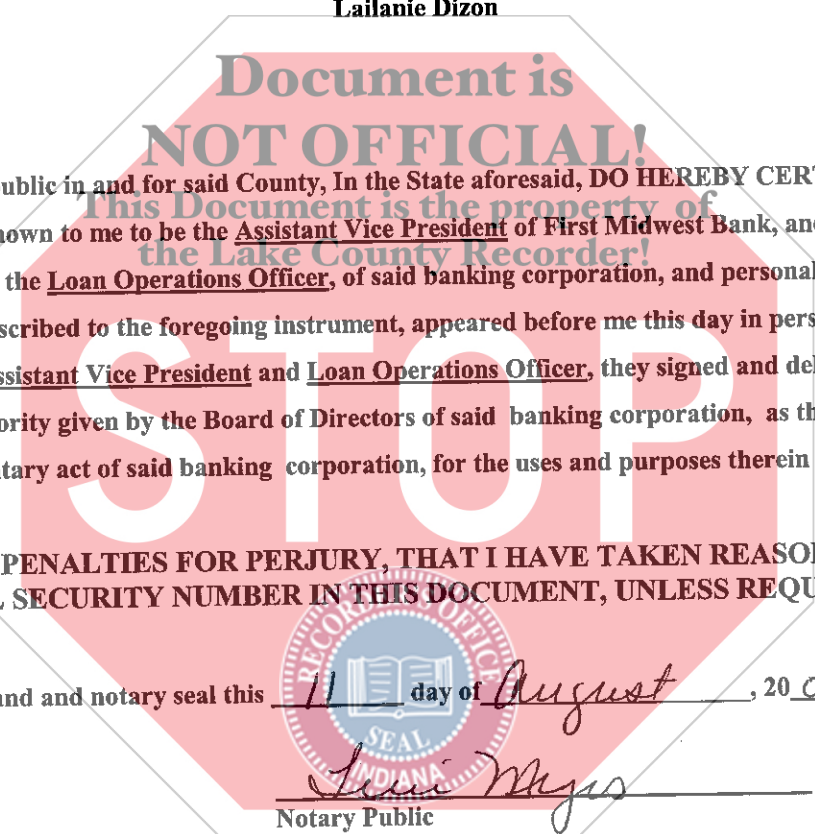 Lailanie Dizon
Document is
NOT OFFICIAL!
ublic in and for said County, In the State aforesaid, DO HEREBY CERT
This Document is the property of
nown to me to be the Assistant Vice President of First Midwest Bank, and
the Lake County Recorder!
the Loan Operations Officer, of said banking corporation, and personal
scribed to the foregoing instrument, appeared before me this day in pers
ssistant Vice President and Loan Operations Officer, they signed and del
STOP
ority given by the Board of Directors of said banking corporation, as th
tary act of said banking corporation, for the uses and purposes therein
PENALTIES FOR PERJURY, THAT I HAVE TAKEN REASO
L SECURITY NUMBER IN THIS DOCUMENT, UNLESS REQU
RECORDER'S OFFICE
and and notary seal this 11 day of August, 20 0
SEAL
INDIANA
Notary Public